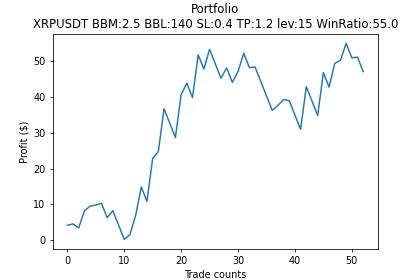 Portfolio
XRPUSDT BBM:2.5 BBL:140 SL:0.4 TP:1.2 lev:15 WinRatio:55.0
Profit ($)
50
40
30
20
10
0
0 10 20 30 40 50
Trade counts